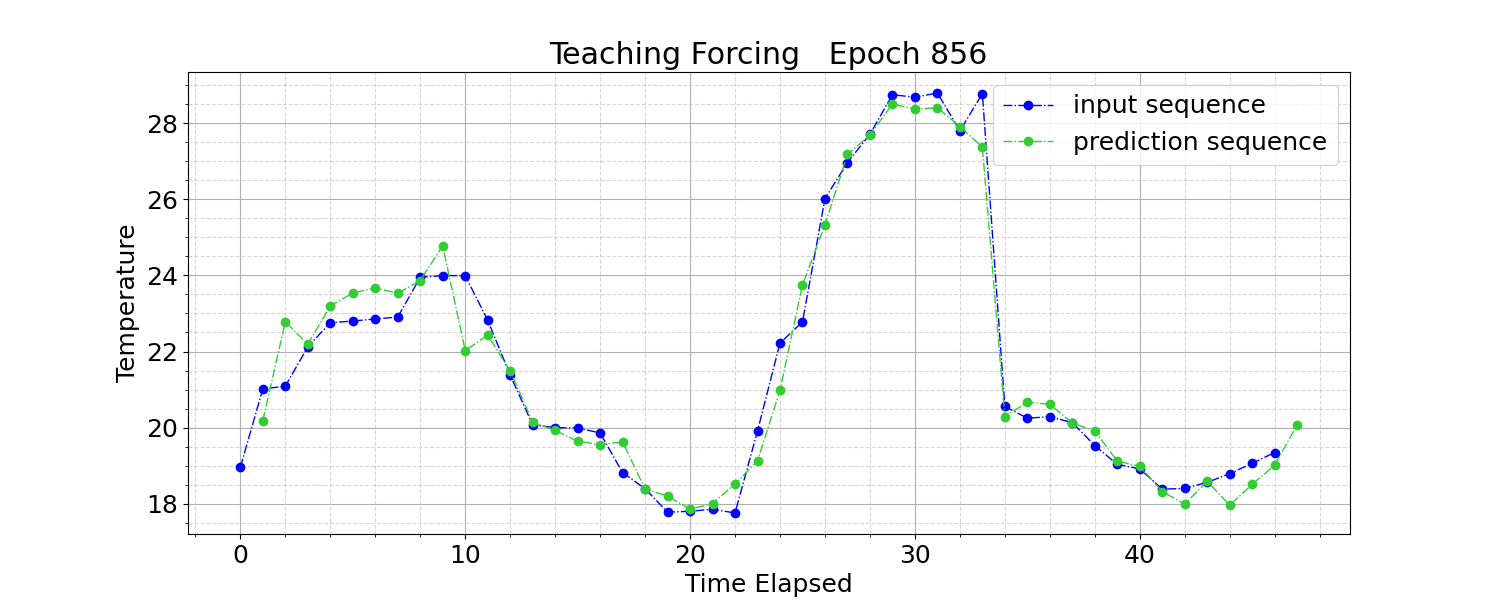 Teaching Forcing   Epoch 856
input sequence
prediction sequence
28
26
24
22
20
18
Temperature
0 10 20 30 40
Time Elapsed